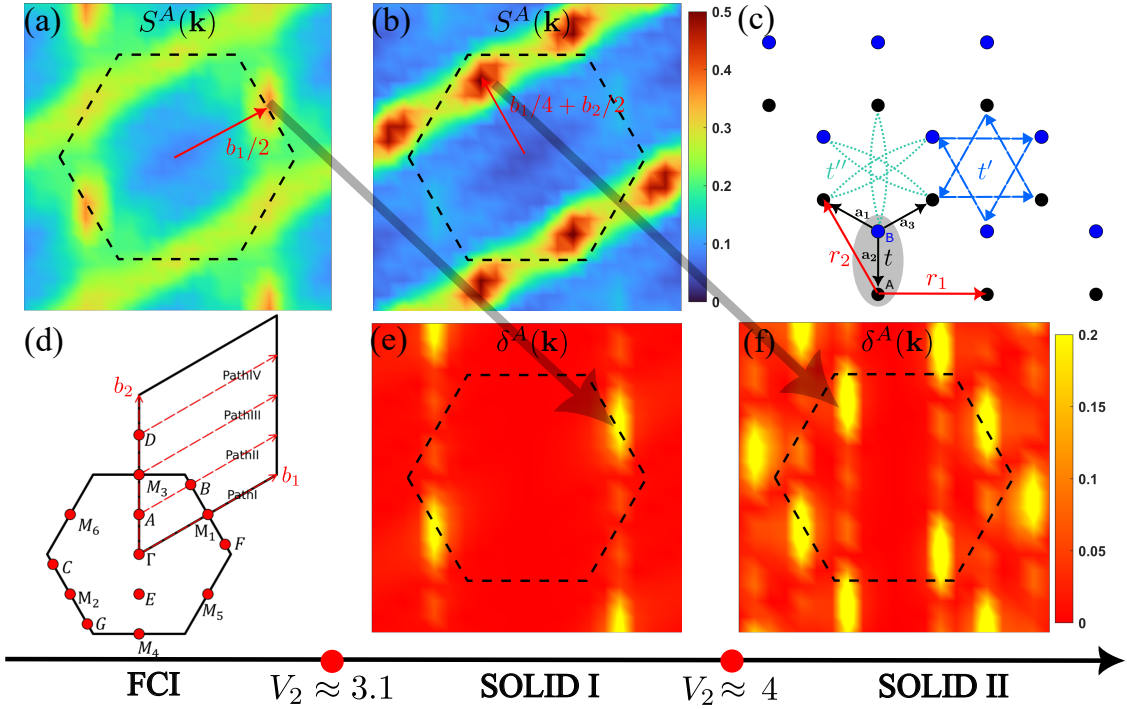 (a)
S^A(k)
b_1/2
(b)
S^A(k)
b_1/4 + b_2/2
0.5
0.4
0.3
0.2
0.1
0
(c)
t''
t'
a_1
a_3
B
a_2
t
r_2
r_1
A
(d)
b_2
PathIV
D
PathIII
PathII
M_3
B
b_1
PathI
M_6
A
M_1
F
Γ
C
M_2
E
M_5
G
M_4
(e)
δ^A(k)
(f)
δ^A(k)
0.2
0.15
0.1
0.05
0
FCI
V_2 ≈ 3.1
SOLID I
V_2 ≈ 4
SOLID II